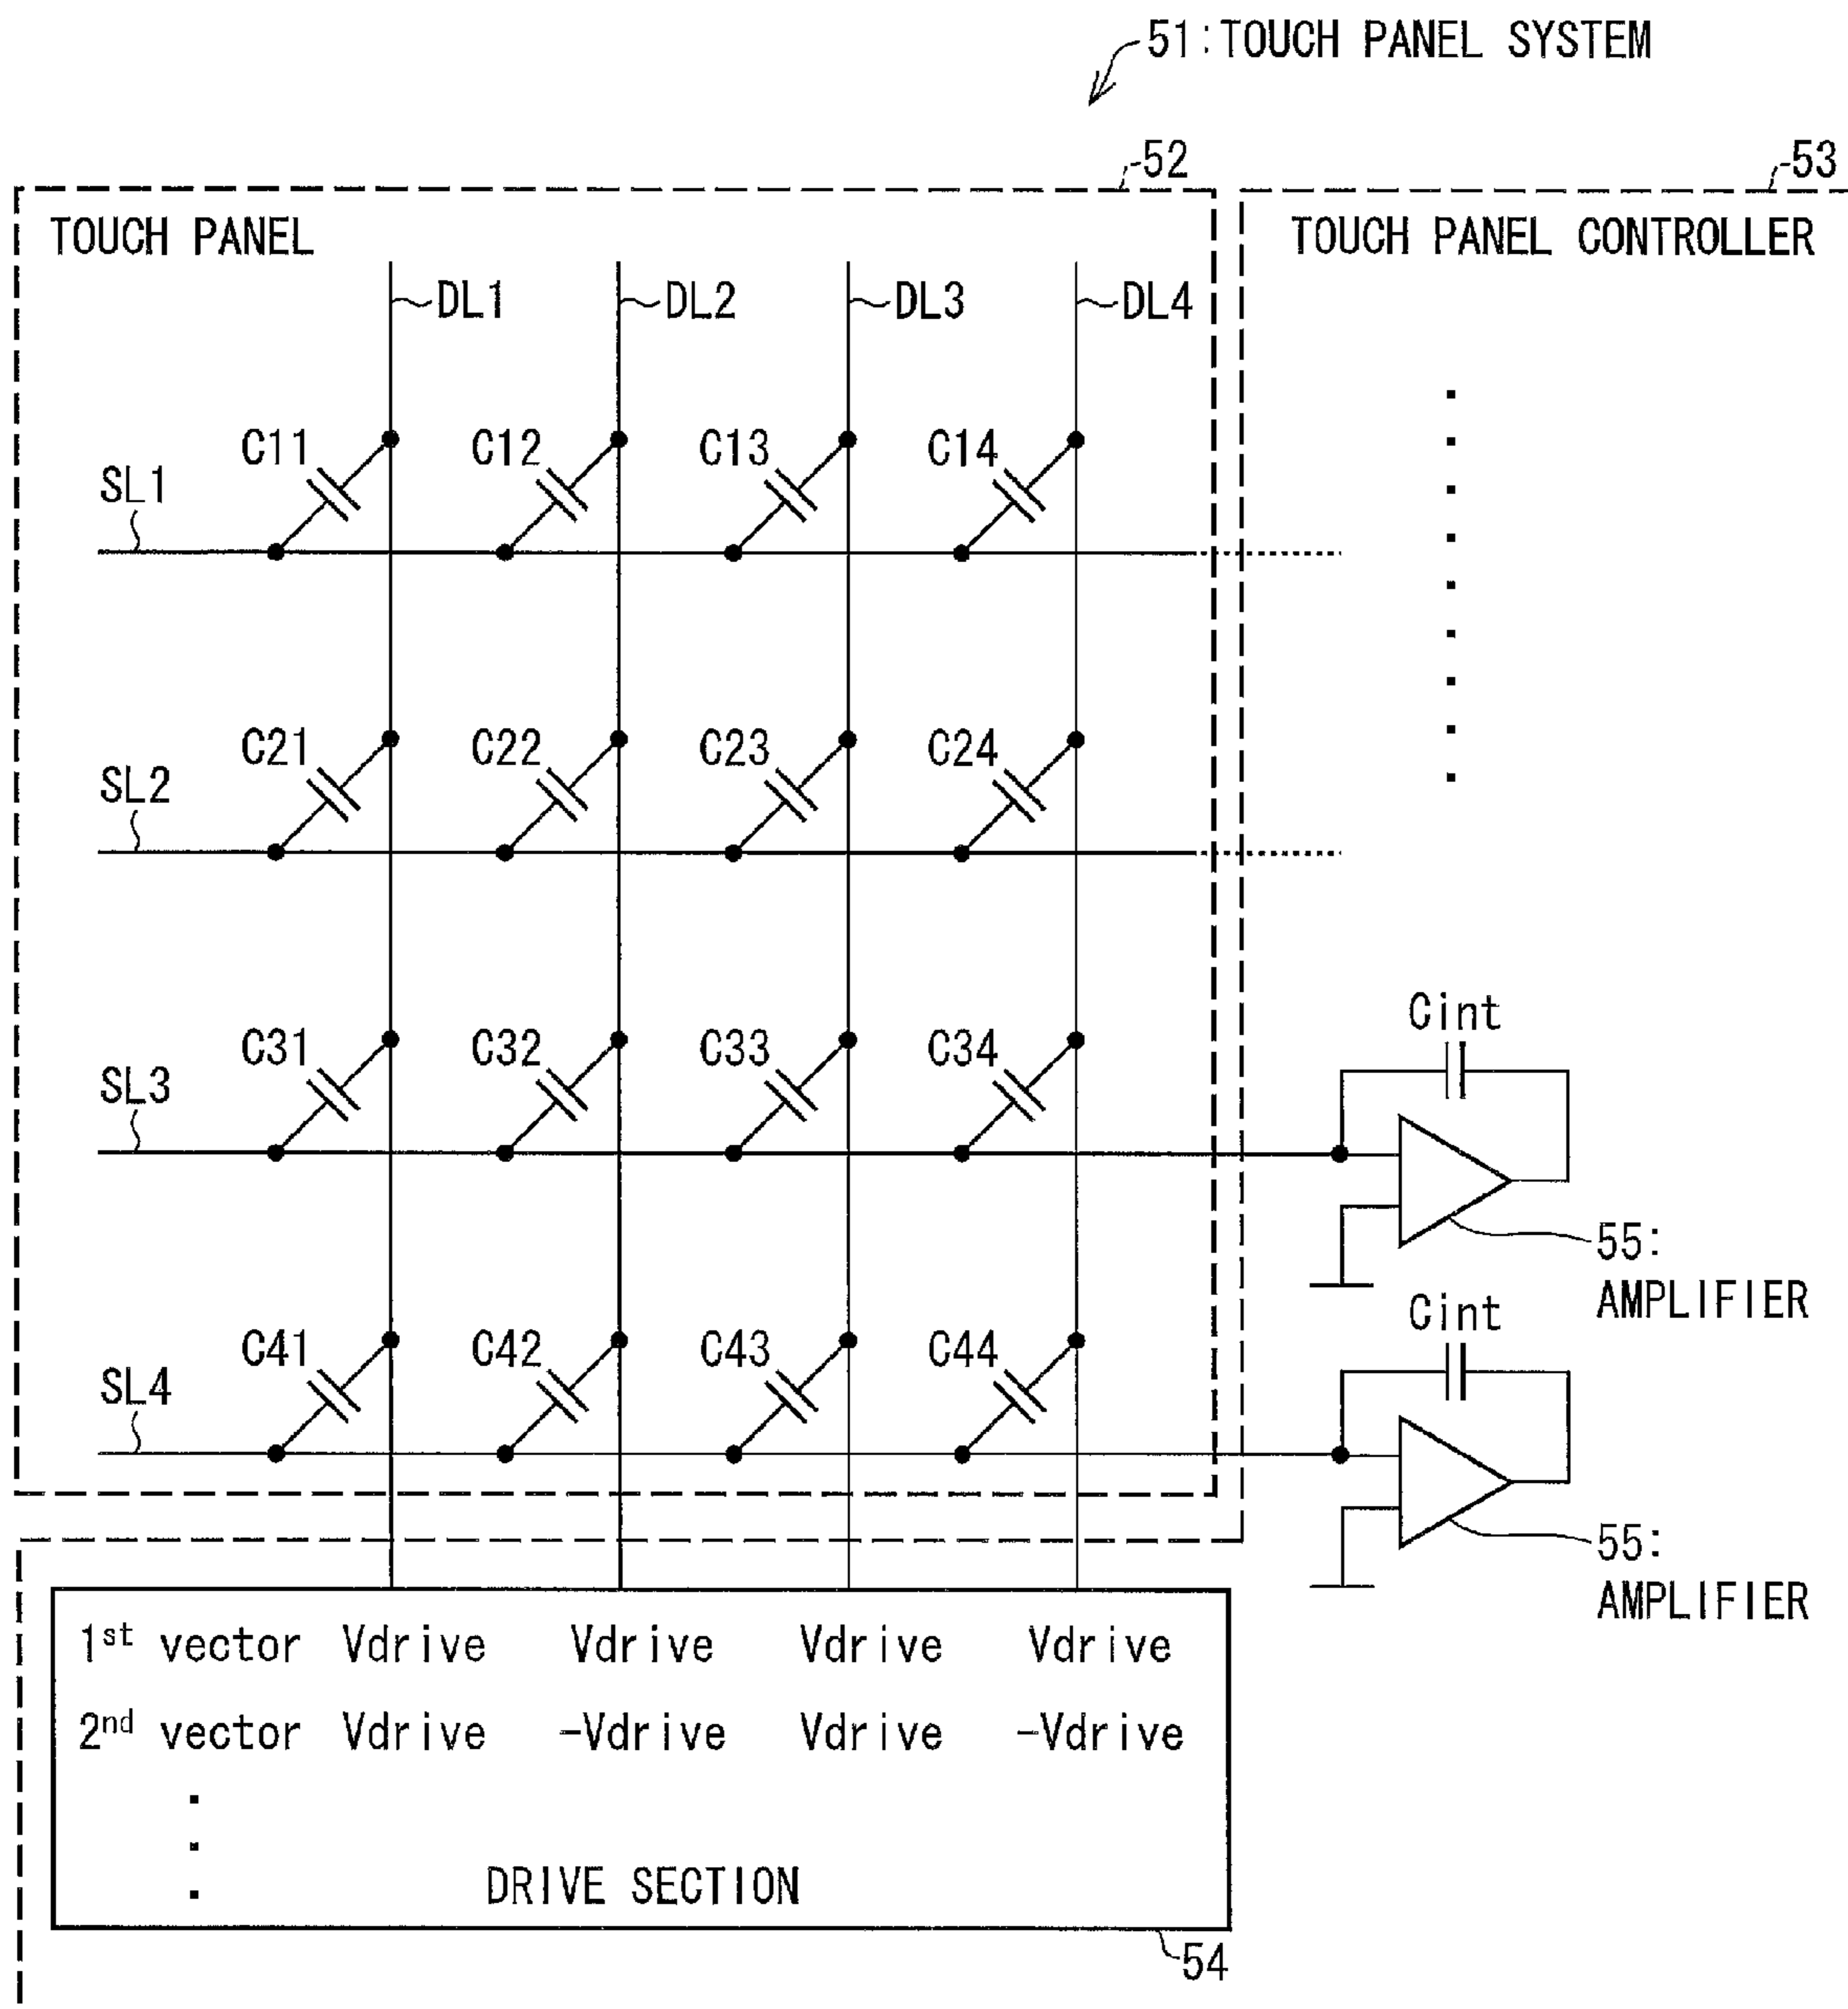 51:TOUCH PANEL SYSTEM
52
53
TOUCH PANEL
TOUCH PANEL CONTROLLER
DL1 DL2 DL3 DL4
C11 C12 C13 C14
SL1
C21 C22 C23 C24
SL2
Cint
C31 C32 C33 C34
SL3
55:
AMPLIFIER
Cint
C41 C42 C43 C44
SL4
55:
AMPLIFIER
1st vector Vdrive Vdrive Vdrive Vdrive
2nd vector Vdrive -Vdrive Vdrive -Vdrive
DRIVE SECTION
54